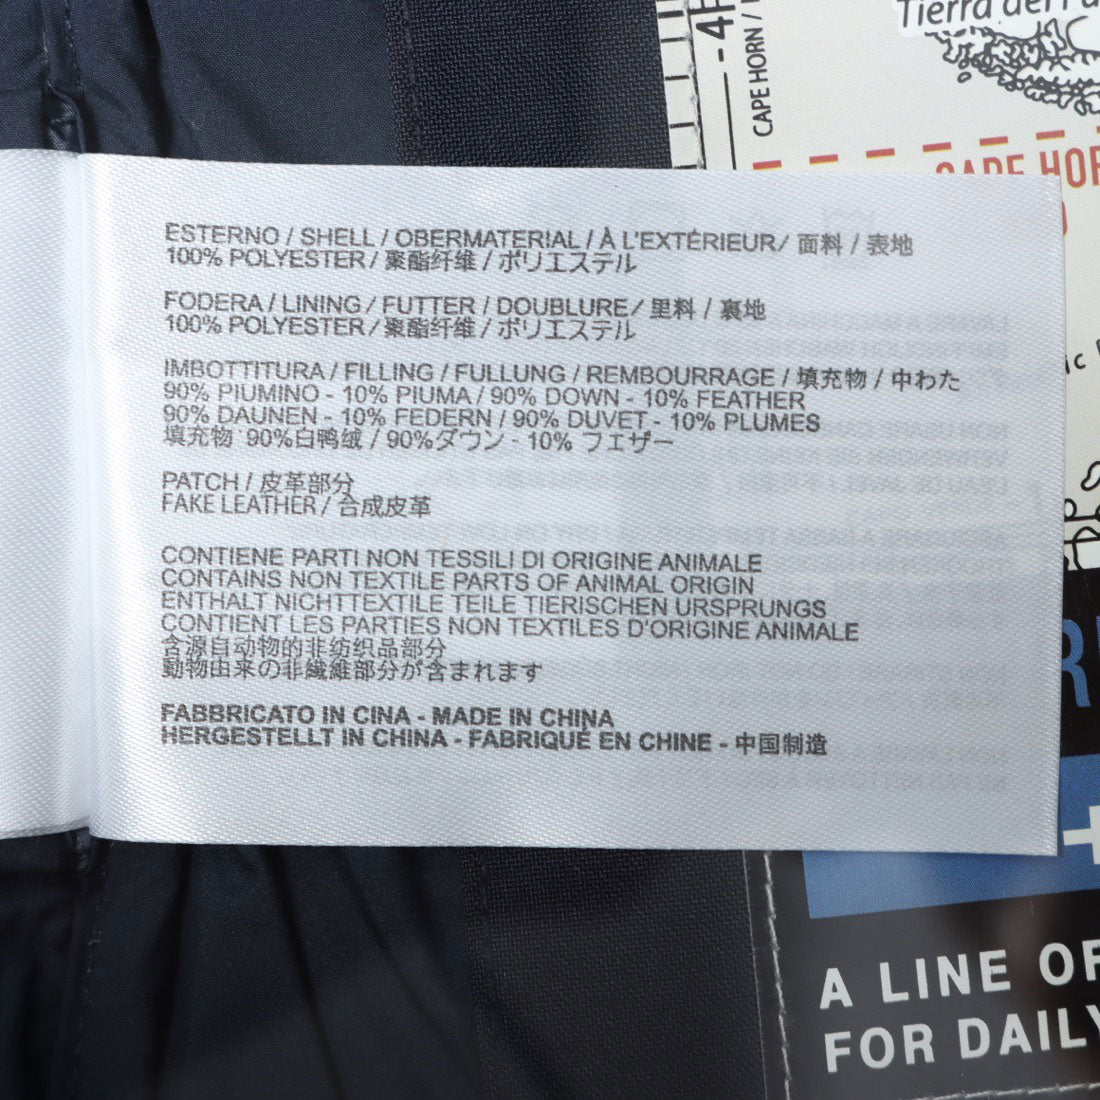 Tierra del Fu
CAPE HORN /
CAPE HOR
ESTERNO / SHELL / OBERMATERIAL / À L'EXTÉRIEUR/ 面料 / 表地
100% POLYESTER / 聚酯纤维 / ポリエステル
FODERA / LINING / FUTTER / DOUBLURE/ 里料 / 裏地
100% POLYESTER / 聚酯纤维 / ポリエステル
IMBOTTITURA / FILLING / FULLUNG / REMBOURRAGE / 填充物 / 中わた
90% PIUMINO - 10% PIUMA / 90% DOWN - 10% FEATHER
90% DAUNEN - 10% FEDERN / 90% DUVET - 10% PLUMES
填充物 90%白鸭绒 / 90%ダウン - 10% フェザー
PATCH / 皮革部分
FAKE LEATHER / 合成皮革
CONTIENE PARTI NON TESSILI DI ORIGINE ANIMALE
CONTAINS NON TEXTILE PARTS OF ANIMAL ORIGIN
ENTHALT NICHTTEXTILE TEILE TIERISCHEN URSPRUNGS
CONTIENT LES PARTIES NON TEXTILES D'ORIGINE ANIMALE
含源自动物的非纺织品部分
動物由来の非繊維部分が含まれます
FABBRICATO IN CINA - MADE IN CHINA
HERGESTELLT IN CHINA - FABRIQUÉ EN CHINE - 中国制造
A LINE OF
FOR DAILY